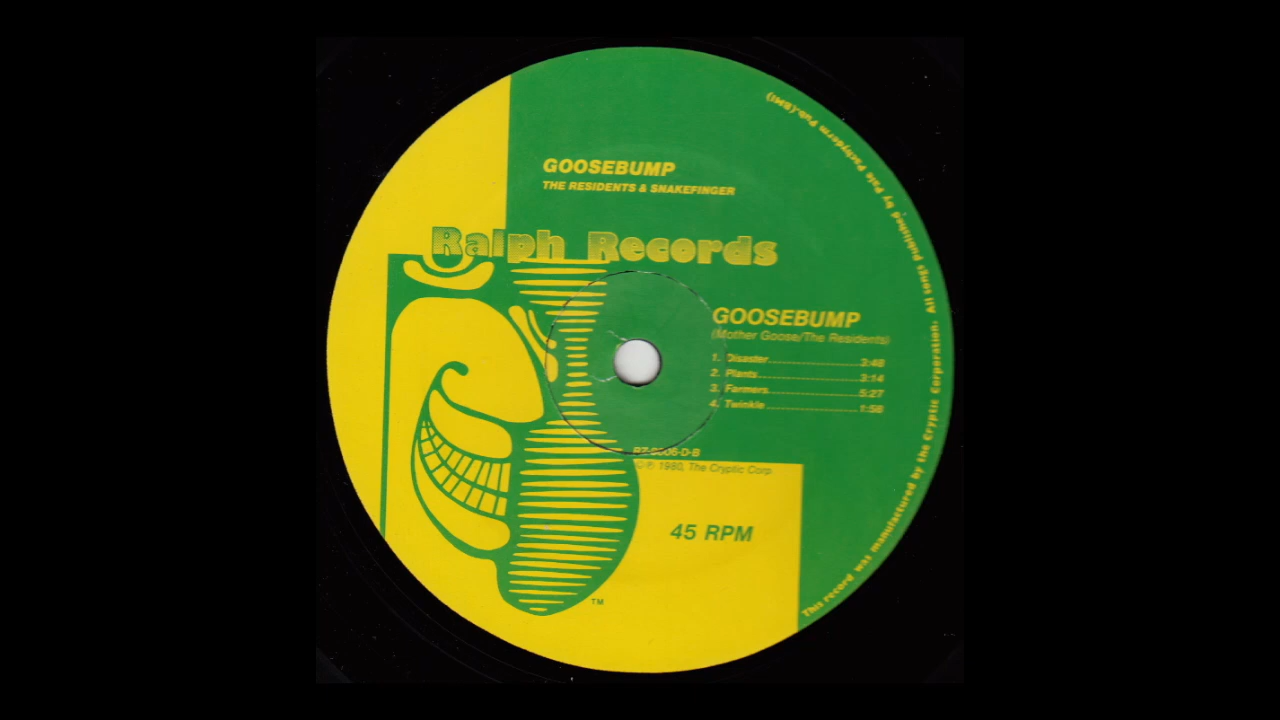 GOOSEBUMP
THE RESIDENTS & SNAKEFINGER
Ralph Records
GOOSEBUMP
(Mother Goose/The Residents)
1. Disaster 3:48
2. Plants 3:14
3. Farmers 5:27
4. Twinkle 1:56
D-B
©℗ 1980, The Cryptic Corp.
45 RPM
TM
This record was manufactured by the Cryptic Corporation. All songs Published by Pale Pachyderm Pub.(BMI)